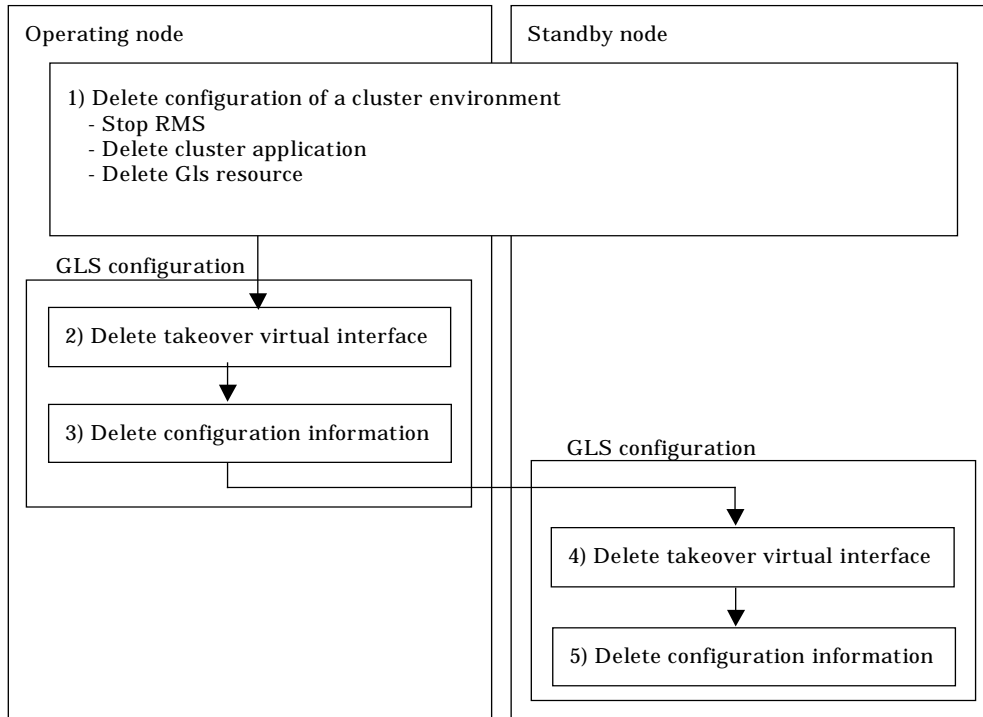 Operating node
Standby node
1) Delete configuration of a cluster environment
- Stop RMS
- Delete cluster application
- Delete Gls resource
GLS configuration
2) Delete takeover virtual interface
3) Delete configuration information
GLS configuration
4) Delete takeover virtual interface
5) Delete configuration information